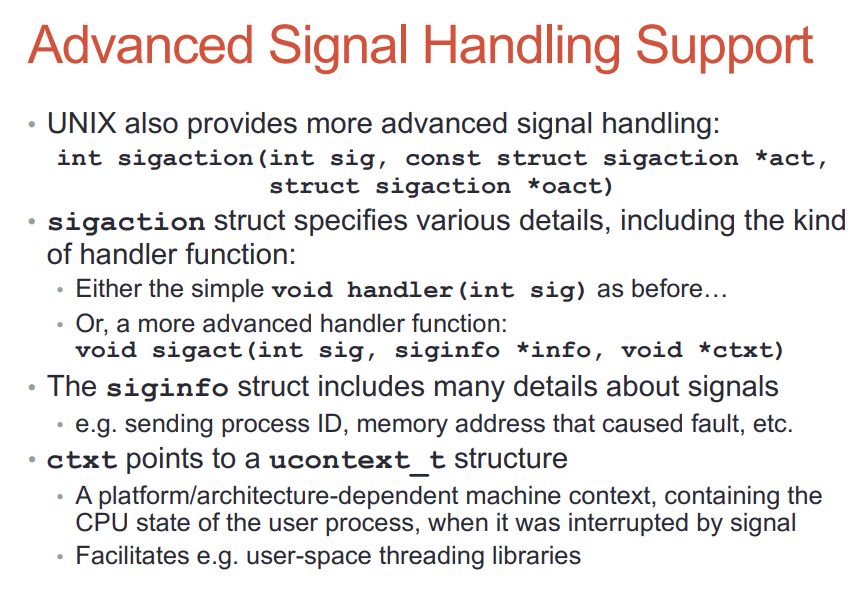 Advanced Signal Handling Support
• UNIX also provides more advanced signal handling:
int sigaction(int sig, const struct sigaction *act,
struct sigaction *oact)
• sigaction struct specifies various details, including the kind
of handler function:
• Either the simple void handler(int sig) as before…
• Or, a more advanced handler function:
void sigact(int sig, siginfo *info, void *ctxt)
• The siginfo struct includes many details about signals
• e.g. sending process ID, memory address that caused fault, etc.
• ctxt points to a ucontext_t structure
• A platform/architecture-dependent machine context, containing the
CPU state of the user process, when it was interrupted by signal
• Facilitates e.g. user-space threading libraries